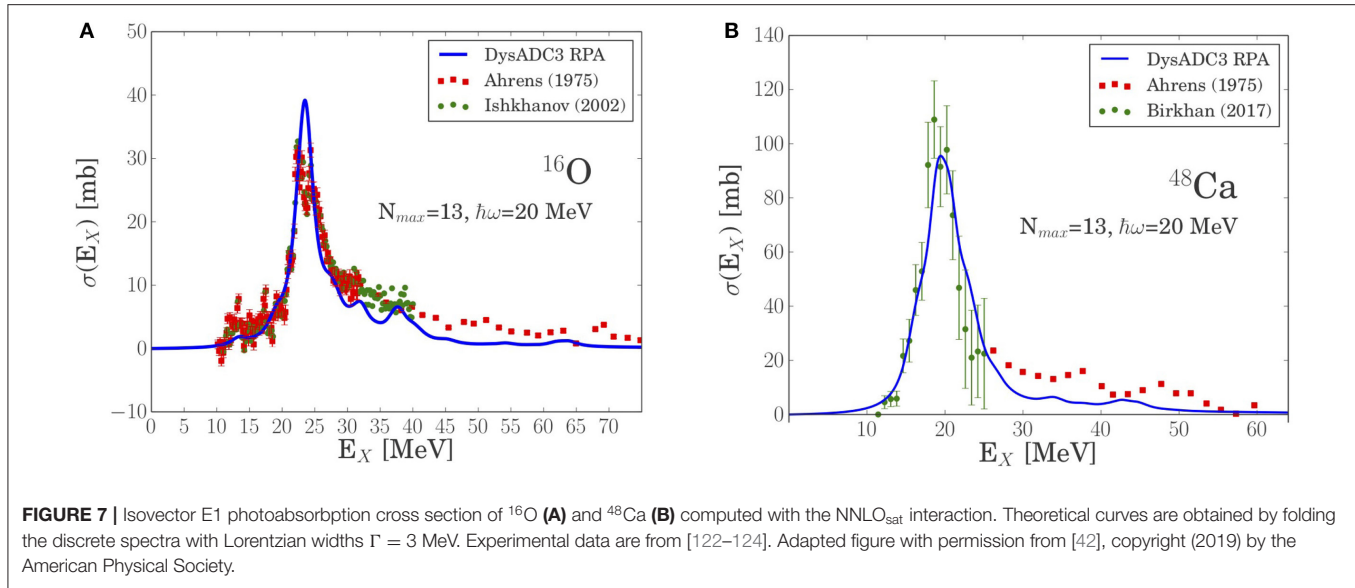 A
DysADC3 RPA
Ahrens (1975)
Ishkhanov (2002)
¹⁶O
N_max=13, ℏω=20 MeV
σ(E_X) [mb]
50
40
30
20
10
0
−10
0 5 10 15 20 25 30 35 40 45 50 55 60 65 70
E_X [MeV]
B
DysADC3 RPA
Ahrens (1975)
Birkhan (2017)
⁴⁸Ca
N_max=13, ℏω=20 MeV
σ(E_X) [mb]
140
120
100
80
60
40
20
0
10 20 30 40 50 60
E_X [MeV]
FIGURE 7 | Isovector E1 photoabsorbption cross section of ¹⁶O (A) and ⁴⁸Ca (B) computed with the NNLO_sat interaction. Theoretical curves are obtained by folding
the discrete spectra with Lorentzian widths Γ = 3 MeV. Experimental data are from [122–124]. Adapted figure with permission from [42], copyright (2019) by the
American Physical Society.